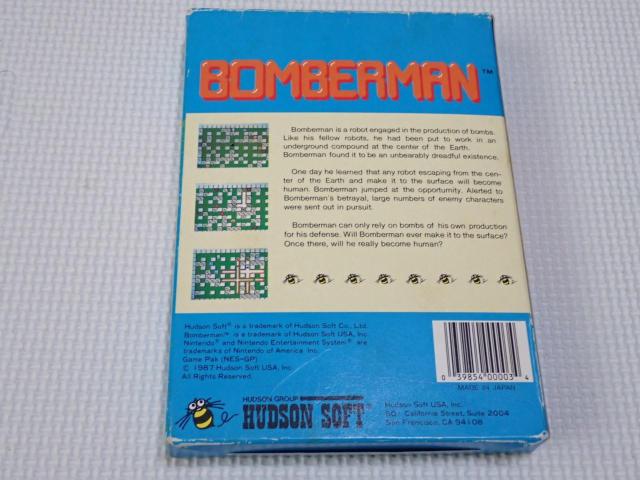 BOMBERMAN™
Bomberman is a robot engaged in the production of bombs.
Like his fellow robots, he had been put to work in an
underground compound at the center of the Earth.
Bomberman found it to be an unbearably dreadful existence.
One day he learned that any robot escaping from the cen-
ter of the Earth and make it to the surface will become
human. Bomberman jumped at the opportunity. Alerted to
Bomberman's betrayal, large numbers of enemy characters
were sent out in pursuit.
Bomberman can only rely on bombs of his own production
for his defense. Will Bomberman ever make it to the surface?
Once there, will he really become human?
Hudson Soft® is a trademark of Hudson Soft Co., Ltd.
Bomberman™ is a trademark of Hudson Soft USA, Inc.
Nintendo® and Nintendo Entertainment System® are
trademarks of Nintendo of America Inc.
Game Pak (NES-GP)
© 1987 Hudson Soft USA, Inc.
All Rights Reserved.
0 39854 00003 4
MADE IN JAPAN
HUDSON GROUP
HUDSON SOFT™
Hudson Soft USA, Inc.
601 California Street, Suite 2004
San Francisco, CA 94108